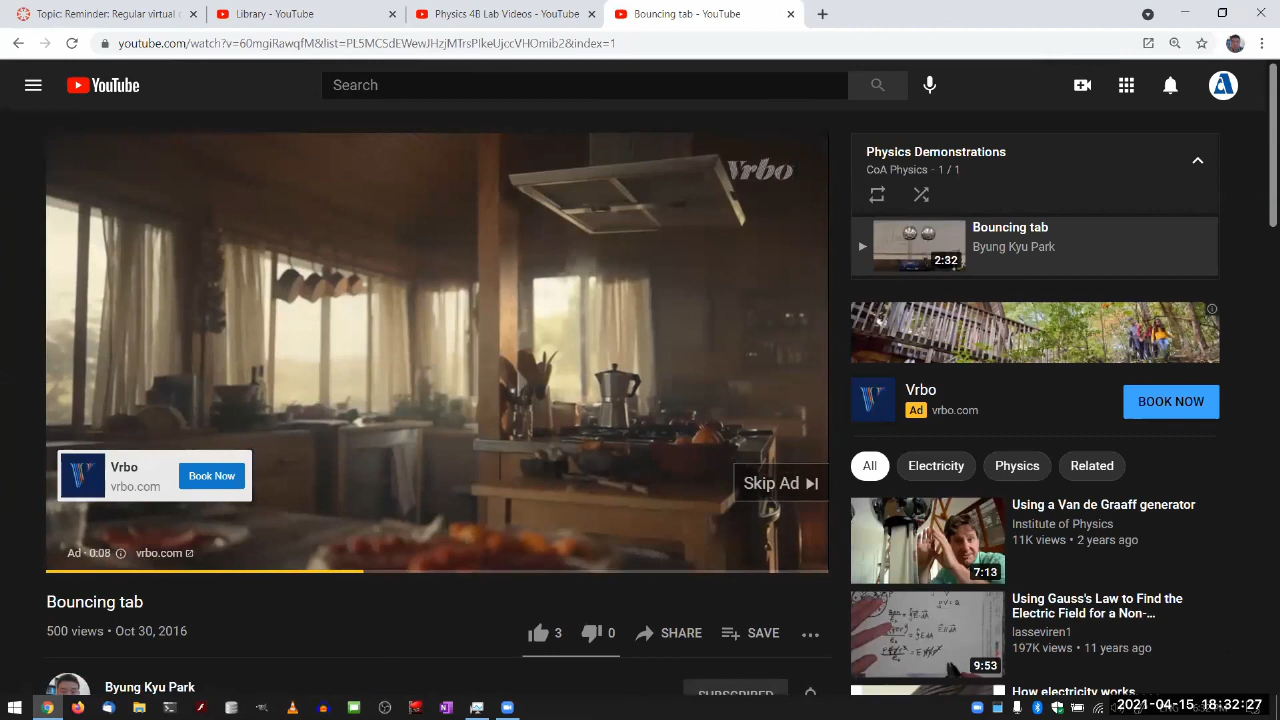 Topic: Reminder: Regular virtual c
Library - YouTube
Physics 4B Lab Videos - YouTube
Bouncing tab - YouTube
youtube.com/watch?v=60mgiRawqfM&list=PL5MCSdEWewJHzjMTrsPlkeUjccVHOmib2&index=1
YouTube
Search
Vrbo
Vrbo
vrbo.com
Book Now
Skip Ad
Ad · 0:08
vrbo.com
Bouncing tab
500 views • Oct 30, 2016
3
0
SHARE
SAVE
Byung Kyu Park
SUBSCRIBED
Physics Demonstrations
CoA Physics - 1 / 1
Bouncing tab
Byung Kyu Park
2:32
Vrbo
Ad vrbo.com
BOOK NOW
All
Electricity
Physics
Related
Using a Van de Graaff generator
Institute of Physics
11K views • 2 years ago
7:13
Using Gauss's Law to Find the
Electric Field for a Non-...
lasseviren1
197K views • 11 years ago
9:53
How electricity works
2021-04-15 18:32:27